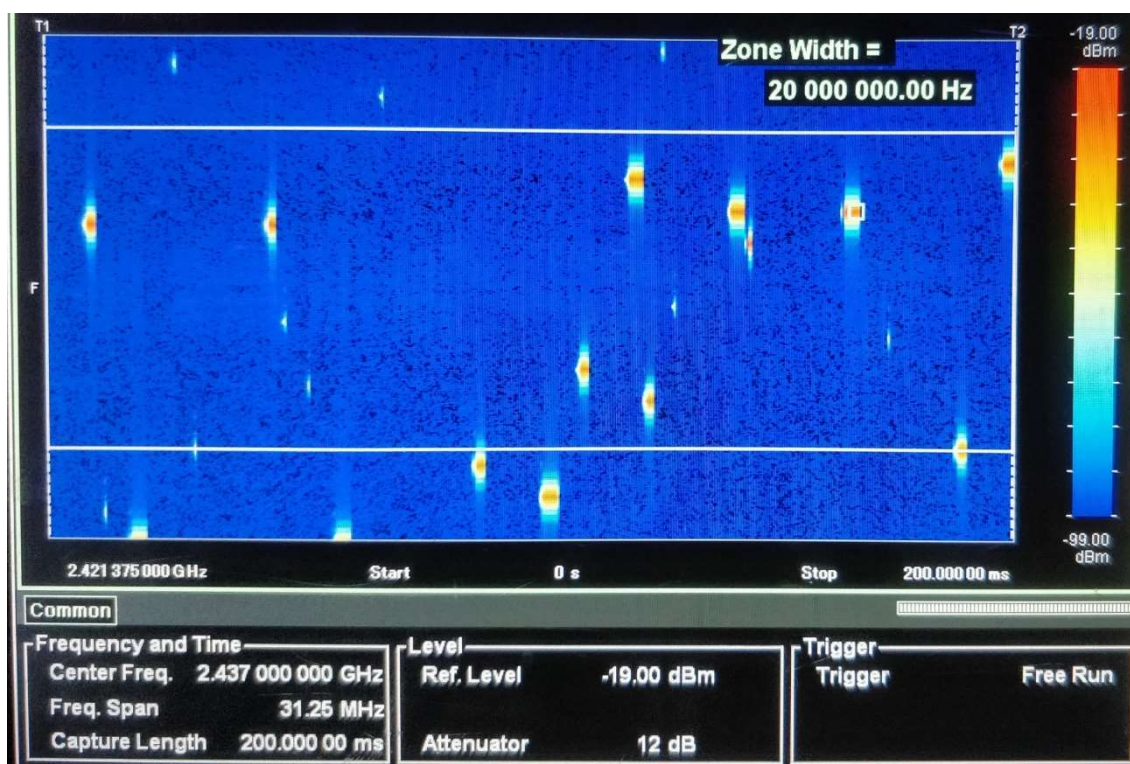 T1
T2
-19.00
dBm
Zone Width =
20 000 000.00 Hz
F
-99.00
dBm
2.421 375 000 GHz
Start
0 s
Stop
200.000 00 ms
Common
Frequency and Time
Center Freq. 2.437 000 000 GHz
Freq. Span 31.25 MHz
Capture Length 200.000 00 ms
Level
Ref. Level -19.00 dBm
Attenuator 12 dB
Trigger
Trigger Free Run